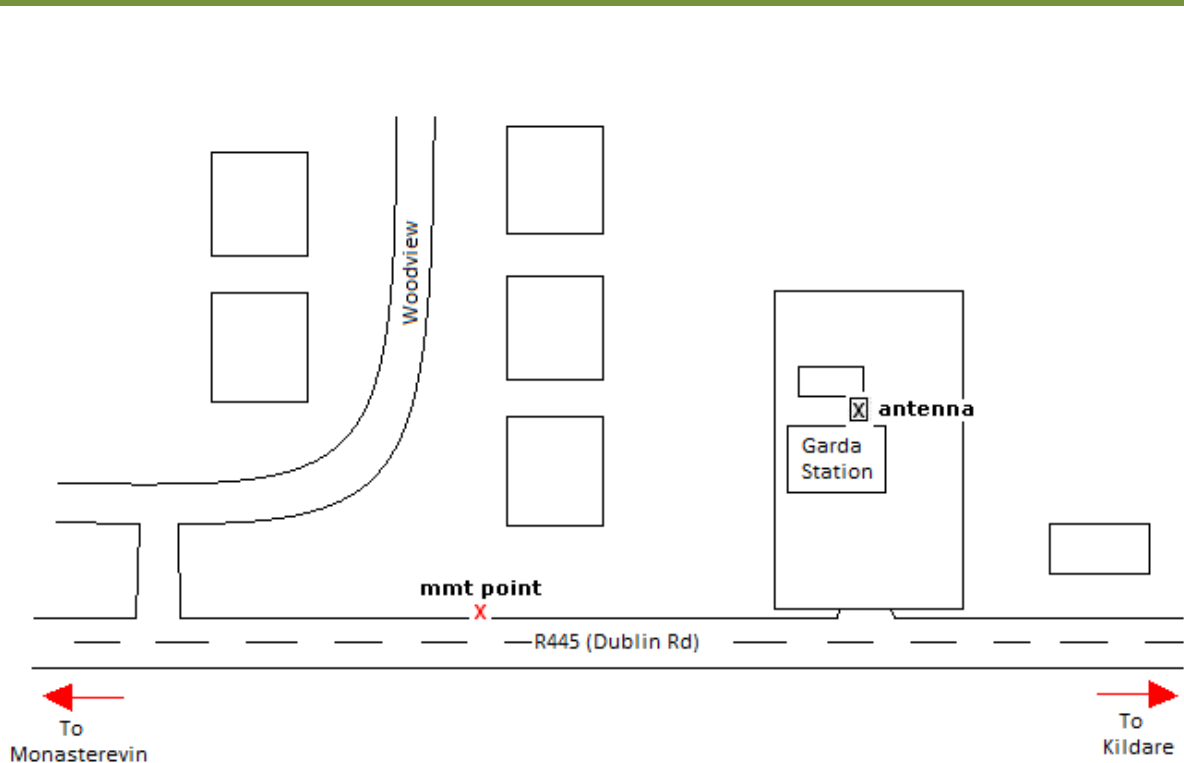 Woodview
X antenna
Garda
Station
mmt point
X
R445 (Dublin Rd)
To
Monasterevin
To
Kildare